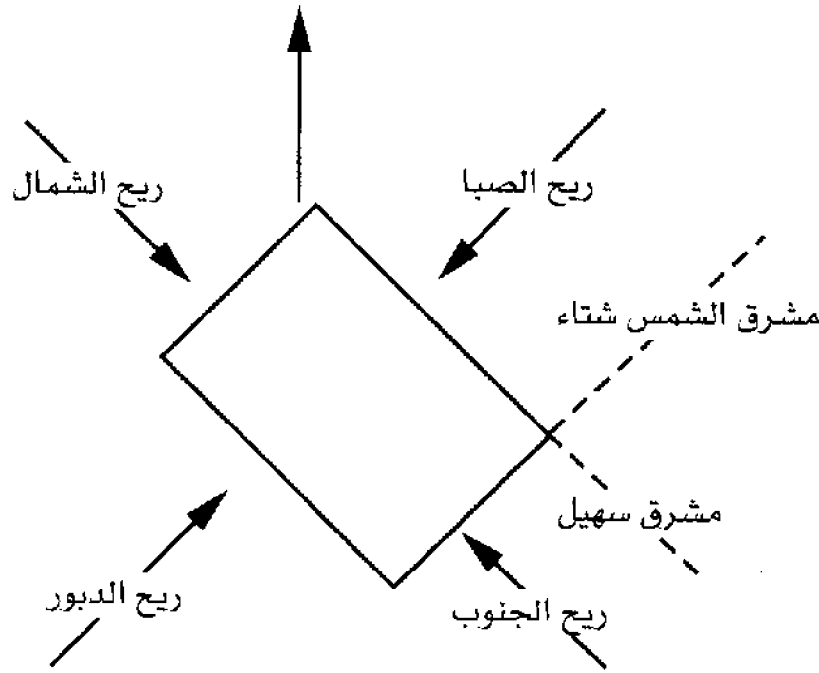 ريح الصبا
ريح الشمال
مشرق الشمس شتاء
مشرق سهيل
ريح الدبور
ريح الجنوب